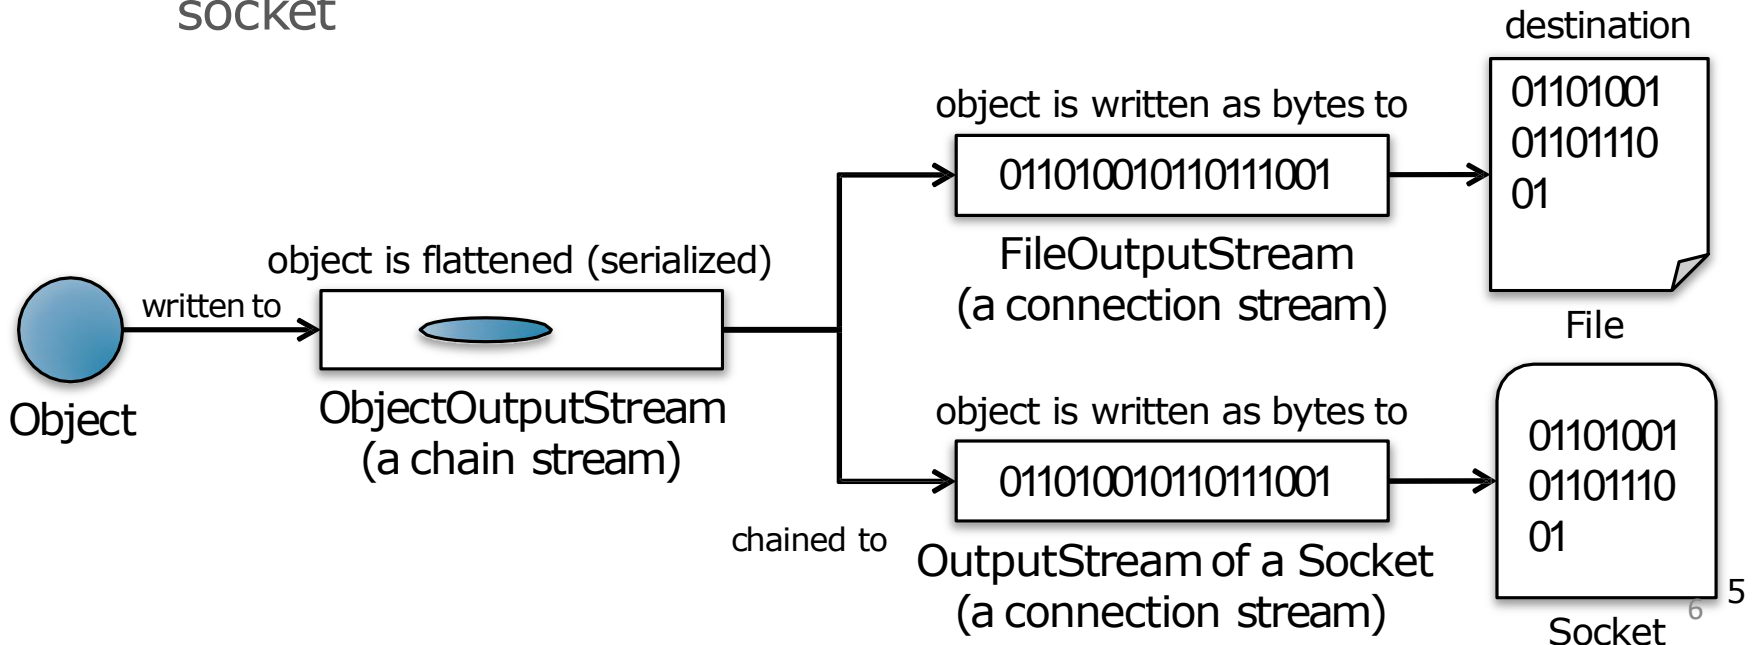 socket
Object
written to
object is flattened (serialized)
ObjectOutputStream
(a chain stream)
chained to
object is written as bytes to
011010010110111001
FileOutputStream
(a connection stream)
destination
01101001
01101110
01
File
object is written as bytes to
011010010110111001
OutputStream of a Socket
(a connection stream)
01101001
01101110
01
Socket
6
5